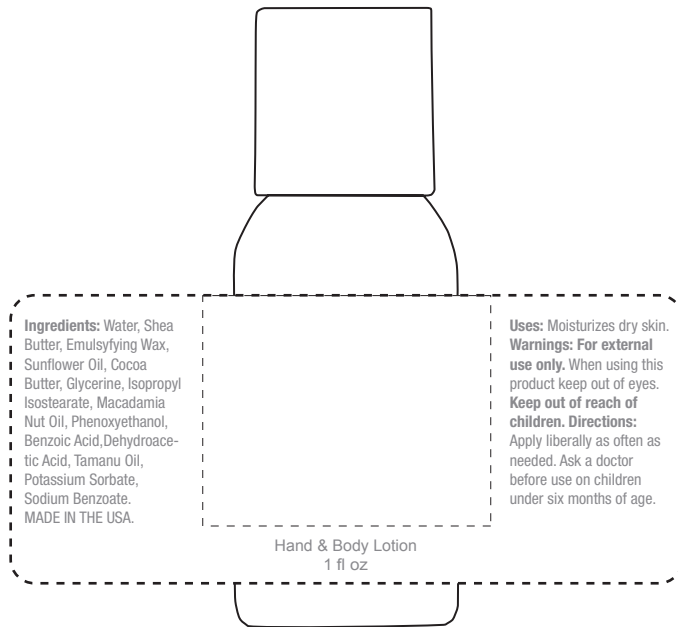 Ingredients: Water, Shea
Butter, Emulsyfying Wax,
Sunflower Oil, Cocoa
Butter, Glycerine, Isopropyl
Isostearate, Macadamia
Nut Oil, Phenoxyethanol,
Benzoic Acid,Dehydroace-
tic Acid, Tamanu Oil,
Potassium Sorbate,
Sodium Benzoate.
MADE IN THE USA.
Hand & Body Lotion
1 fl oz
Uses: Moisturizes dry skin.
Warnings: For external
use only. When using this
product keep out of eyes.
Keep out of reach of
children. Directions:
Apply liberally as often as
needed. Ask a doctor
before use on children
under six months of age.